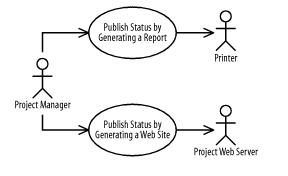 Publish Status by
Generating a Report
Printer
Project Manager
Publish Status by
Generating a Web Site
Project Web Server